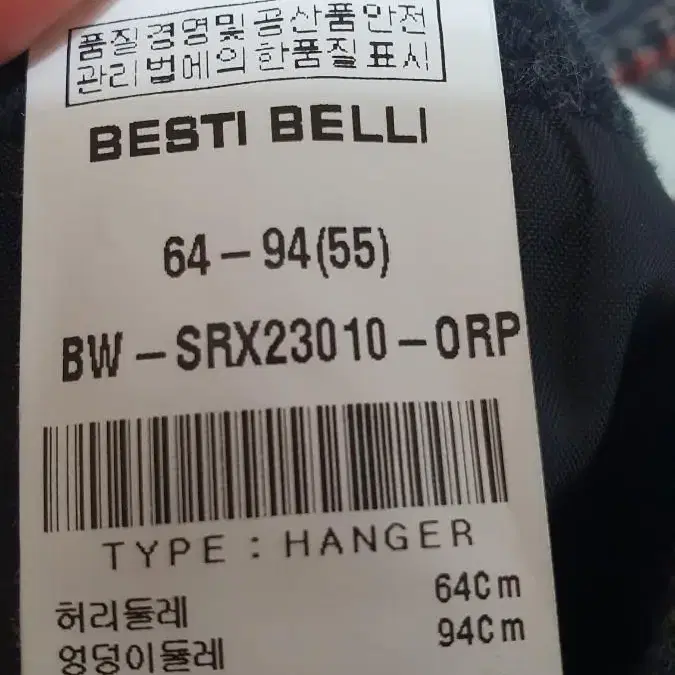 품질경영및공산품안전
관리법에의한품질표시
BESTI BELLI
64-94(55)
BW-SRX23010-ORP
TYPE : HANGER
허리둘레 64Cm
엉덩이둘레 94Cm